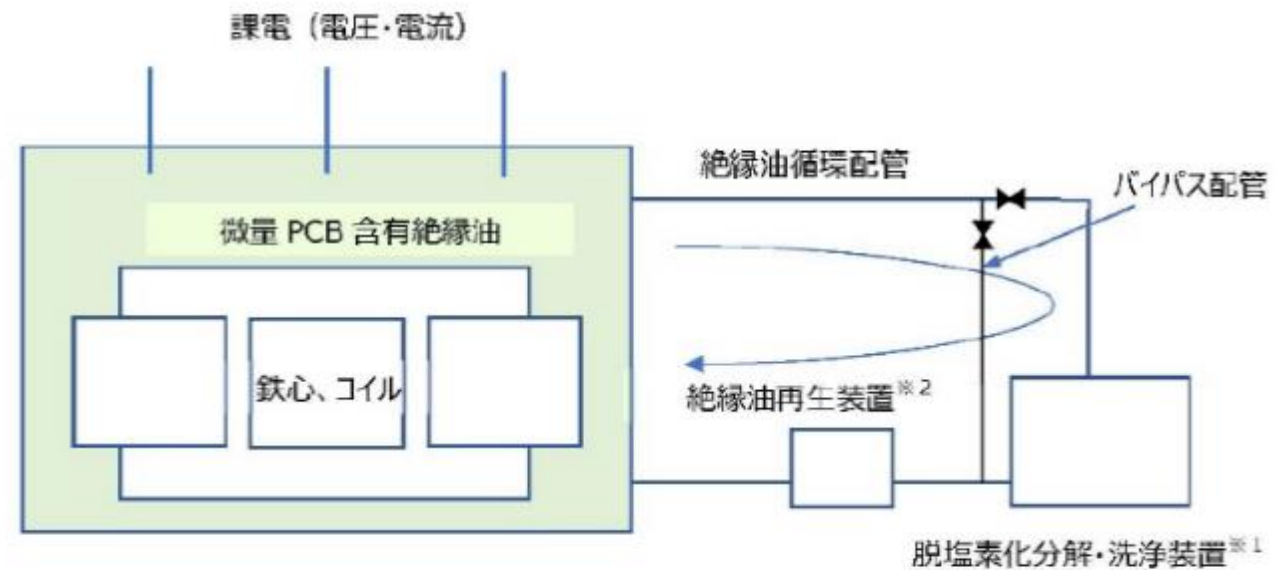 課電（電圧･電流）
絶縁油循環配管
バイパス配管
微量 PCB 含有絶縁油
鉄心、コイル
絶縁油再生装置※2
脱塩素化分解･洗浄装置※1